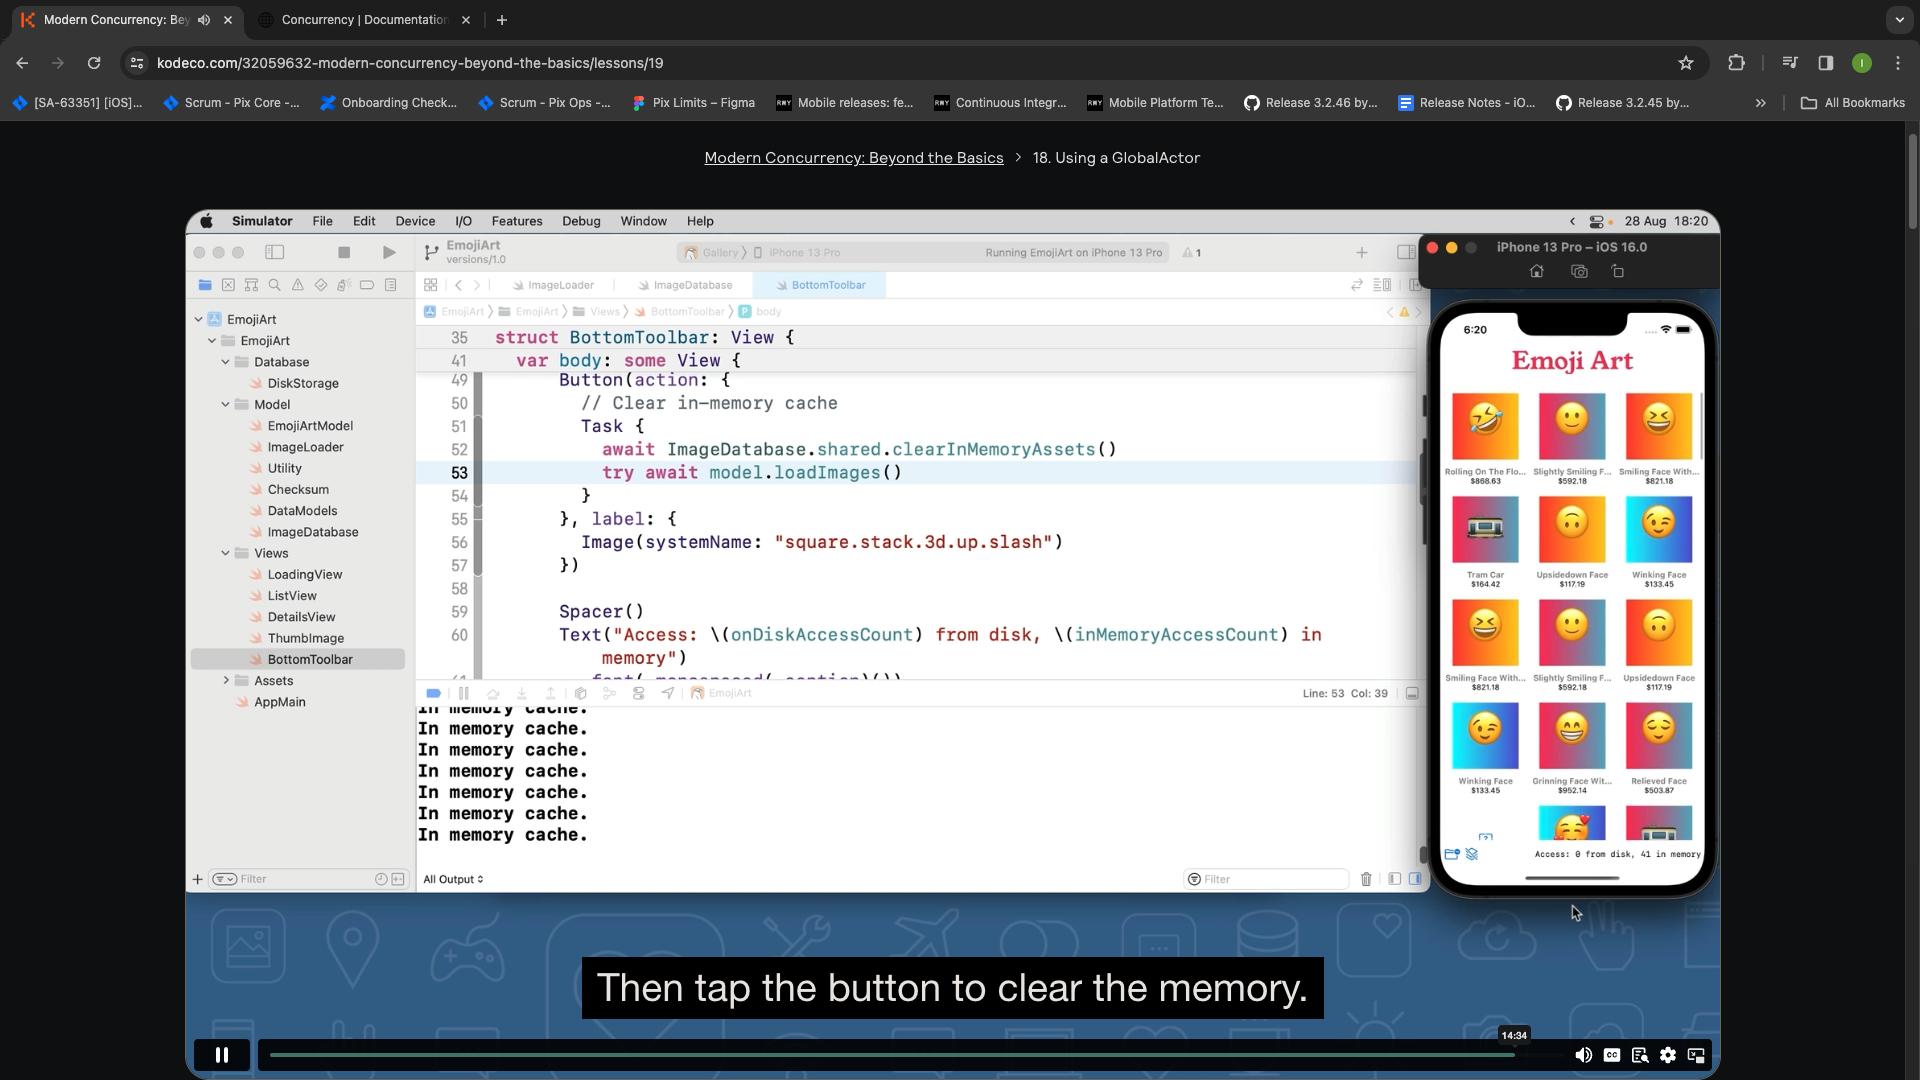 Modern Concurrency: Bey
Concurrency | Documentation
kodeco.com/32059632-modern-concurrency-beyond-the-basics/lessons/19
I
[SA-63351] [iOS]...
Scrum - Pix Core -...
Onboarding Check...
Scrum - Pix Ops -...
Pix Limits – Figma
RWY Mobile releases: fe...
RWY Continuous Integr...
RWY Mobile Platform Te...
Release 3.2.46 by...
Release Notes - iO...
Release 3.2.45 by...
All Bookmarks
Modern Concurrency: Beyond the Basics > 18. Using a GlobalActor
Simulator File Edit Device I/O Features Debug Window Help
28 Aug 18:20
EmojiArt
versions/1.0
Gallery
iPhone 13 Pro
Running EmojiArt on iPhone 13 Pro
1
iPhone 13 Pro – iOS 16.0
ImageLoader
ImageDatabase
BottomToolbar
EmojiArt
EmojiArt
Views
BottomToolbar
P body
EmojiArt
EmojiArt
Database
DiskStorage
Model
EmojiArtModel
ImageLoader
Utility
Checksum
DataModels
ImageDatabase
Views
LoadingView
ListView
DetailsView
ThumbImage
BottomToolbar
Assets
AppMain
Filter
35 struct BottomToolbar: View {
41 var body: some View {
49 Button(action: {
50 // Clear in-memory cache
51 Task {
52 await ImageDatabase.shared.clearInMemoryAssets()
53 try await model.loadImages()
54 }
55 }, label: {
56 Image(systemName: "square.stack.3d.up.slash")
57 })
58
59 Spacer()
60 Text("Access: \(onDiskAccessCount) from disk, \(inMemoryAccessCount) in
memory")
EmojiArt
Line: 53 Col: 39
In memory cache.
In memory cache.
In memory cache.
In memory cache.
In memory cache.
In memory cache.
In memory cache.
All Output
Filter
6:20
Emoji Art
Rolling On The Flo...
$868.63
Slightly Smiling F...
$592.18
Smiling Face With...
$821.18
Tram Car
$164.42
Upsidedown Face
$117.19
Winking Face
$133.45
Smiling Face With...
$821.18
Slightly Smiling F...
$592.18
Upsidedown Face
$117.19
Winking Face
$133.45
Grinning Face Wit...
$952.14
Relieved Face
$503.87
Access: 0 from disk, 41 in memory
Then tap the button to clear the memory.
14:34
CC